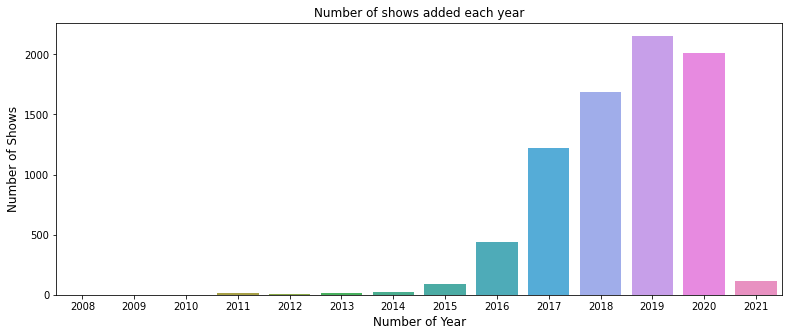 Number of shows added each year
Number of Shows
2000
1500
1000
500
0
2008 2009 2010 2011 2012 2013 2014 2015 2016 2017 2018 2019 2020 2021
Number of Year